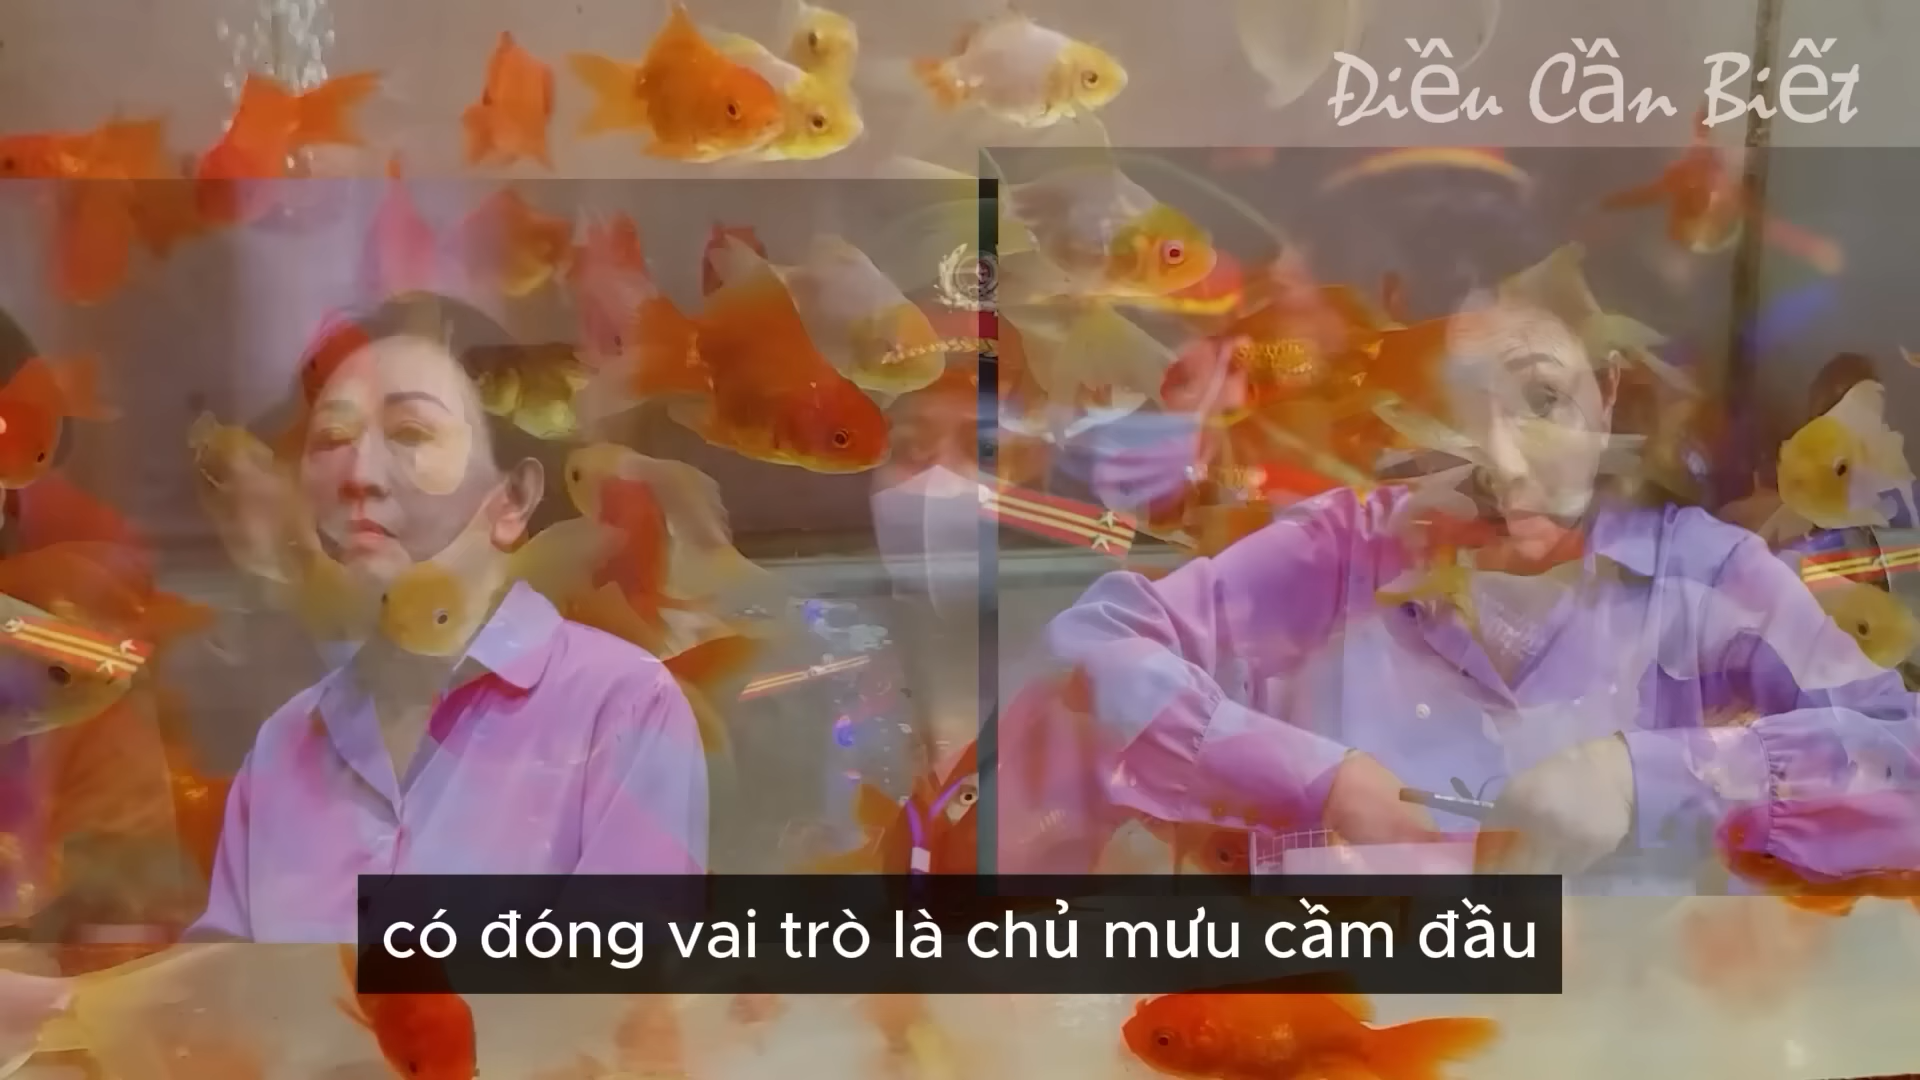 Điều Cần Biết
có đóng vai trò là chủ mưu cầm đầu